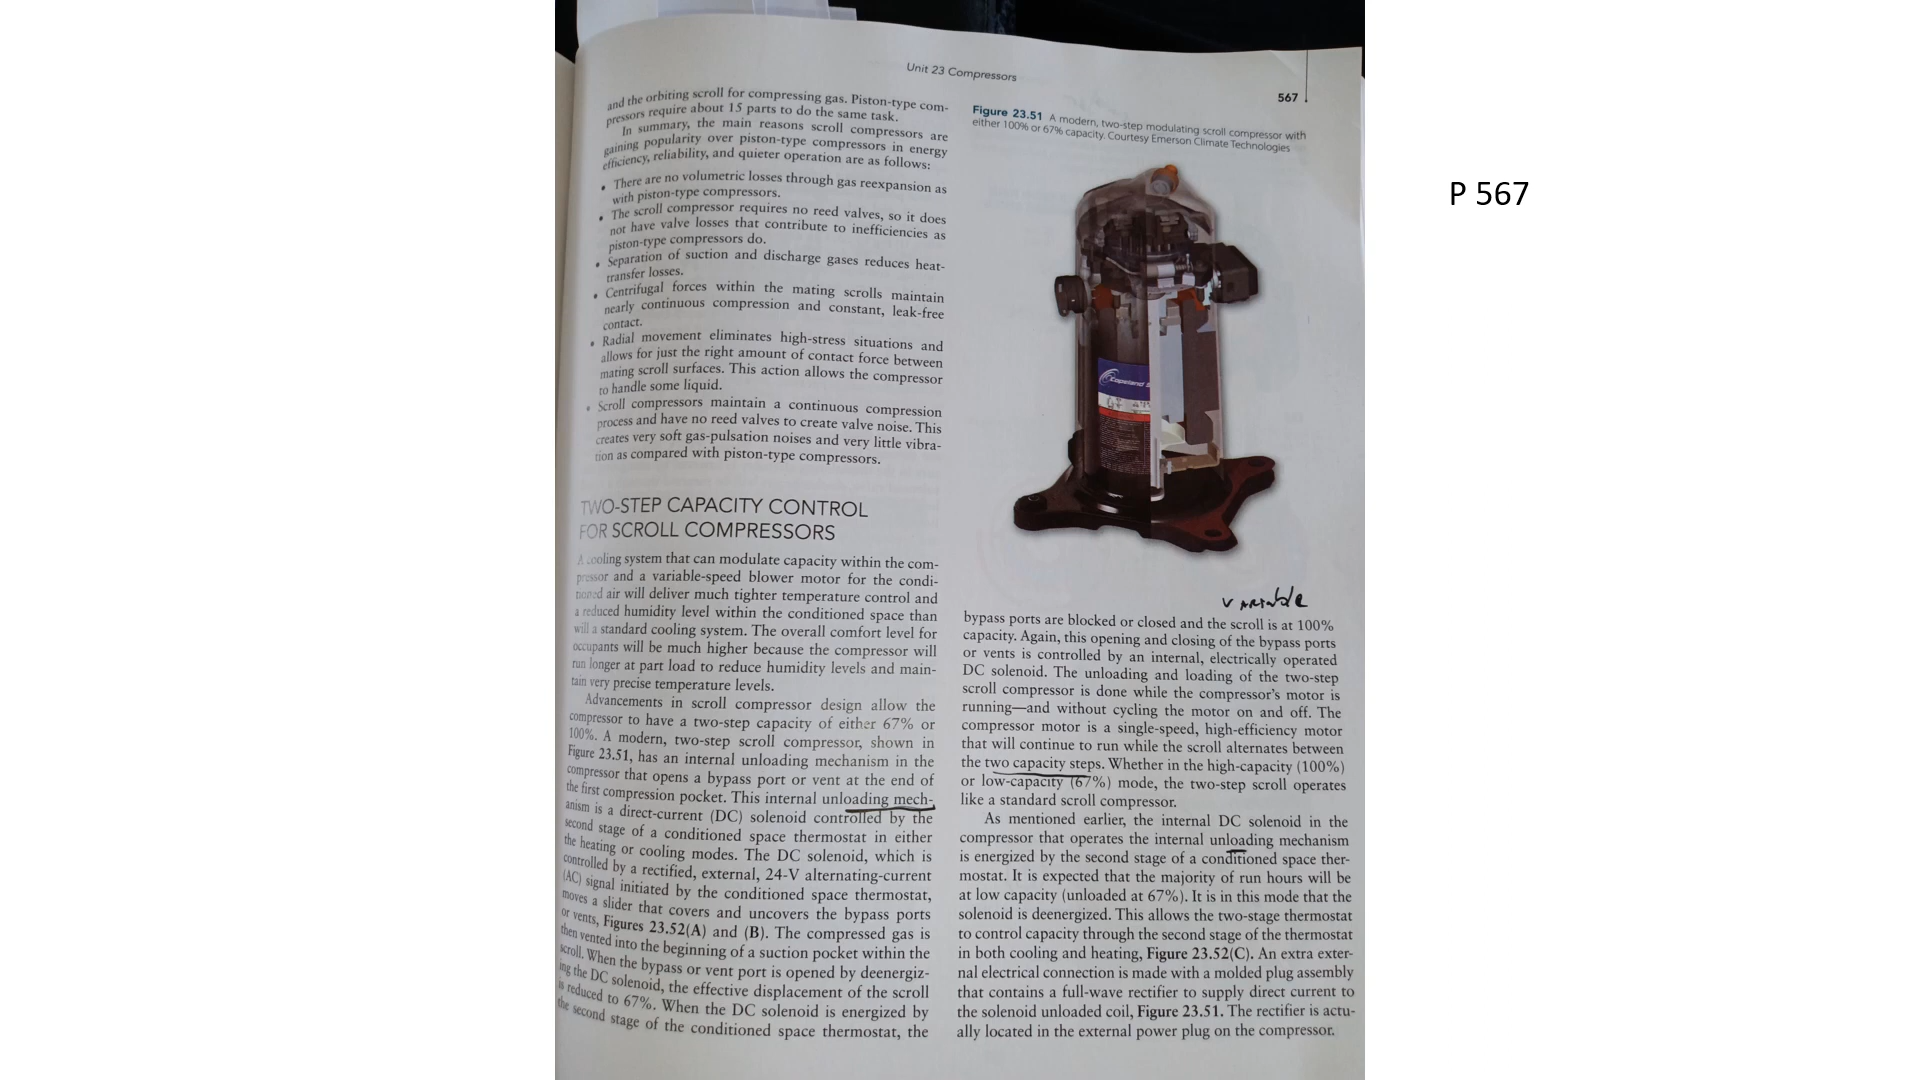 Unit 23 Compressors
567
and the orbiting scroll for compressing gas. Piston-type com-
pressors require about 15 parts to do the same task.
In summary, the main reasons scroll compressors are
gaining popularity over piston-type compressors in energy
efficiency, reliability, and quieter operation are as follows:
• There are no volumetric losses through gas reexpansion as
with piston-type compressors.
• The scroll compressor requires no reed valves, so it does
not have valve losses that contribute to inefficiencies as
piston-type compressors do.
• Separation of suction and discharge gases reduces heat-
transfer losses.
• Centrifugal forces within the mating scrolls maintain
nearly continuous compression and constant, leak-free
contact.
• Radial movement eliminates high-stress situations and
allows for just the right amount of contact force between
mating scroll surfaces. This action allows the compressor
to handle some liquid.
• Scroll compressors maintain a continuous compression
process and have no reed valves to create valve noise. This
creates very soft gas-pulsation noises and very little vibra-
tion as compared with piston-type compressors.
TWO-STEP CAPACITY CONTROL
FOR SCROLL COMPRESSORS
A cooling system that can modulate capacity within the com-
pressor and a variable-speed blower motor for the condi-
tioned air will deliver much tighter temperature control and
a reduced humidity level within the conditioned space than
will a standard cooling system. The overall comfort level for
occupants will be much higher because the compressor will
run longer at part load to reduce humidity levels and main-
tain very precise temperature levels.
Advancements in scroll compressor design allow the
compressor to have a two-step capacity of either 67% or
100%. A modern, two-step scroll compressor, shown in
Figure 23.51, has an internal unloading mechanism in the
compressor that opens a bypass port or vent at the end of
the first compression pocket. This internal unloading mech-
anism is a direct-current (DC) solenoid controlled by the
second stage of a conditioned space thermostat in either
the heating or cooling modes. The DC solenoid, which is
controlled by a rectified, external, 24-V alternating-current
(AC) signal initiated by the conditioned space thermostat,
moves a slider that covers and uncovers the bypass ports
or vents, Figures 23.52(A) and (B). The compressed gas is
then vented into the beginning of a suction pocket within the
scroll. When the bypass or vent port is opened by deenergiz-
ing the DC solenoid, the effective displacement of the scroll
is reduced to 67%. When the DC solenoid is energized by
the second stage of the conditioned space thermostat, the
Figure 23.51 A modern, two-step modulating scroll compressor with
either 100% or 67% capacity. Courtesy Emerson Climate Technologies
Copeland
variable
bypass ports are blocked or closed and the scroll is at 100%
capacity. Again, this opening and closing of the bypass ports
or vents is controlled by an internal, electrically operated
DC solenoid. The unloading and loading of the two-step
scroll compressor is done while the compressor's motor is
running—and without cycling the motor on and off. The
compressor motor is a single-speed, high-efficiency motor
that will continue to run while the scroll alternates between
the two capacity steps. Whether in the high-capacity (100%)
or low-capacity (67%) mode, the two-step scroll operates
like a standard scroll compressor.
As mentioned earlier, the internal DC solenoid in the
compressor that operates the internal unloading mechanism
is energized by the second stage of a conditioned space ther-
mostat. It is expected that the majority of run hours will be
at low capacity (unloaded at 67%). It is in this mode that the
solenoid is deenergized. This allows the two-stage thermostat
to control capacity through the second stage of the thermostat
in both cooling and heating, Figure 23.52(C). An extra exter-
nal electrical connection is made with a molded plug assembly
that contains a full-wave rectifier to supply direct current to
the solenoid unloaded coil, Figure 23.51. The rectifier is actu-
ally located in the external power plug on the compressor.
P 567